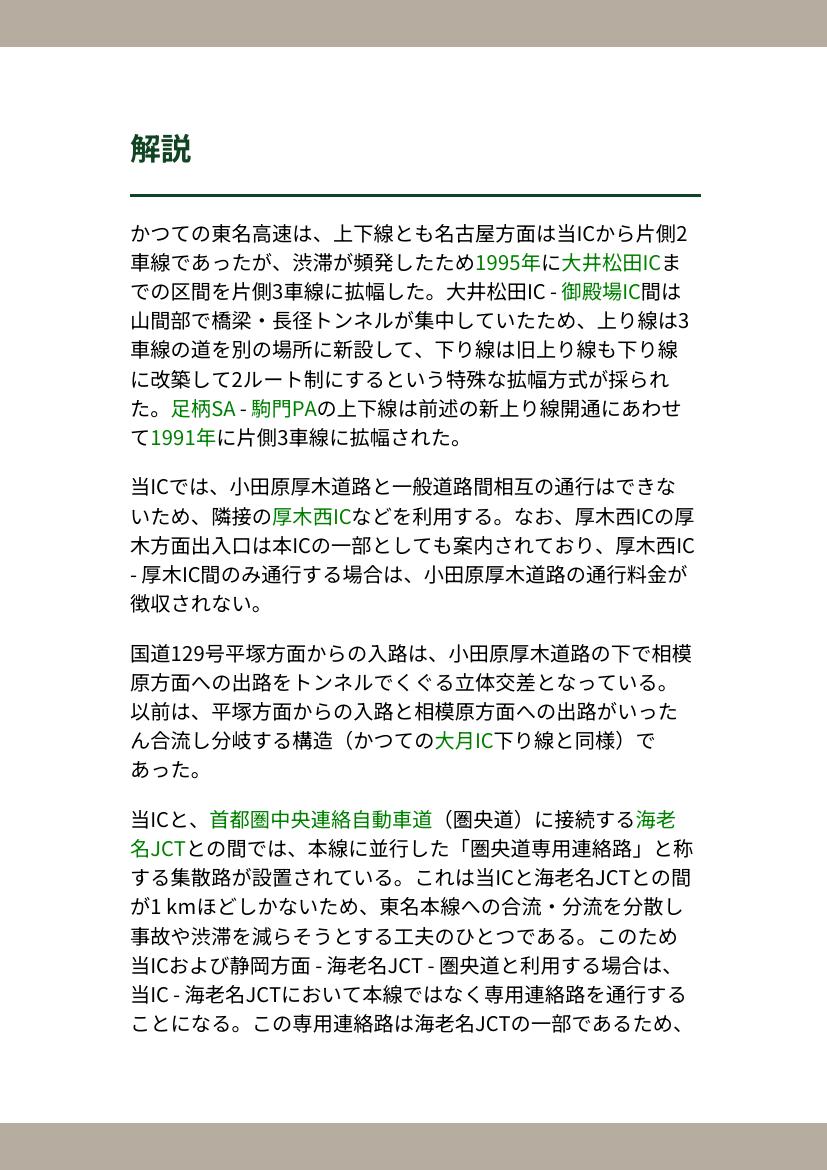 解説
かつての東名高速は、上下線とも名古屋方面は当ICから片側2
車線であったが、渋滞が頻発したため1995年に大井松田ICま
での区間を片側3車線に拡幅した。大井松田IC - 御殿場IC間は
山間部で橋梁・長径トンネルが集中していたため、上り線は3
車線の道を別の場所に新設して、下り線は旧上り線も下り線
に改築して2ルート制にするという特殊な拡幅方式が採られ
た。足柄SA - 駒門PAの上下線は前述の新上り線開通にあわせ
て1991年に片側3車線に拡幅された。
当ICでは、小田原厚木道路と一般道路間相互の通行はできな
いため、隣接の厚木西ICなどを利用する。なお、厚木西ICの厚
木方面出入口は本ICの一部としても案内されており、厚木西IC
- 厚木IC間のみ通行する場合は、小田原厚木道路の通行料金が
徴収されない。
国道129号平塚方面からの入路は、小田原厚木道路の下で相模
原方面への出路をトンネルでくぐる立体交差となっている。
以前は、平塚方面からの入路と相模原方面への出路がいった
ん合流し分岐する構造（かつての大月IC下り線と同様）で
あった。
当ICと、首都圏中央連絡自動車道（圏央道）に接続する海老
名JCTとの間では、本線に並行した「圏央道専用連絡路」と称
する集散路が設置されている。これは当ICと海老名JCTとの間
が1 kmほどしかないため、東名本線への合流・分流を分散し
事故や渋滞を減らそうとする工夫のひとつである。このため
当ICおよび静岡方面 - 海老名JCT - 圏央道と利用する場合は、
当IC - 海老名JCTにおいて本線ではなく専用連絡路を通行する
ことになる。この専用連絡路は海老名JCTの一部であるため、